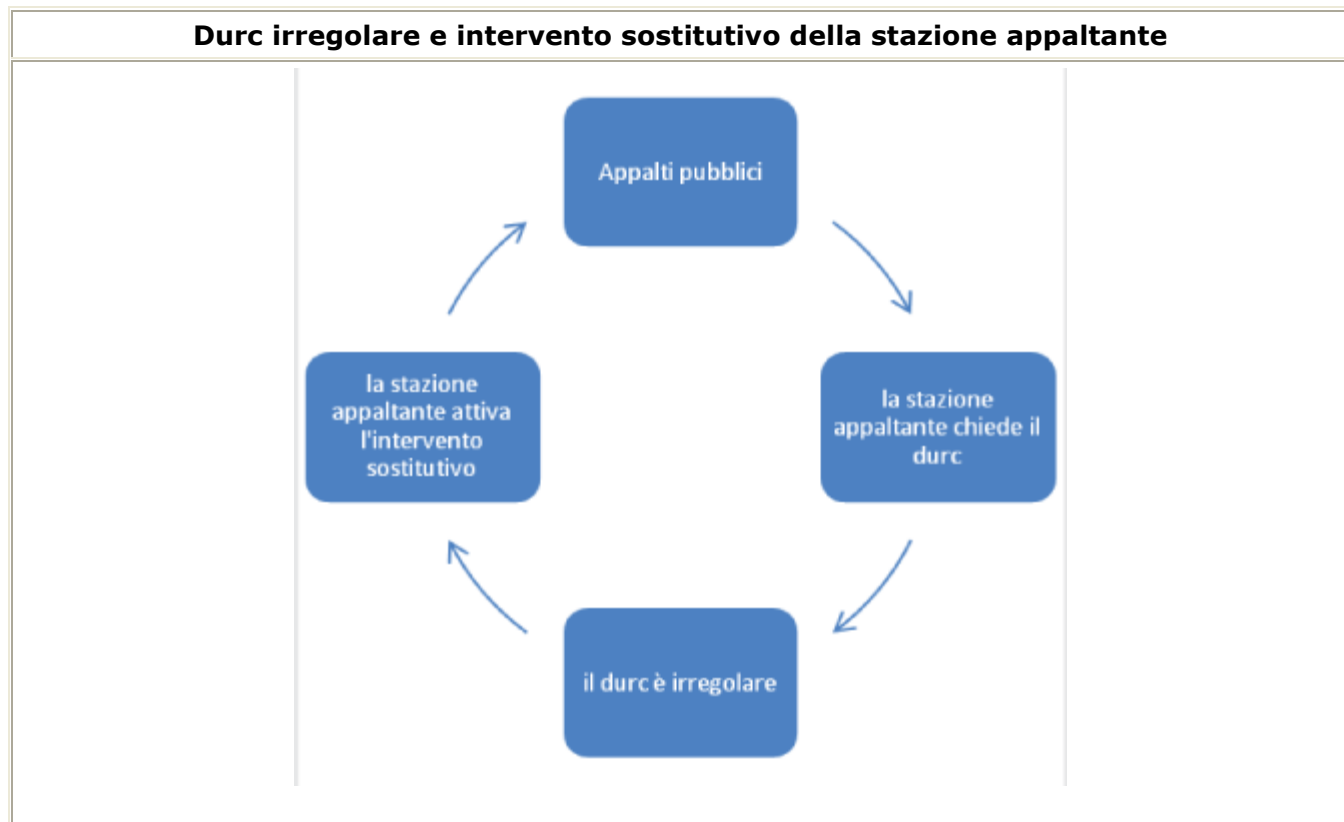 Durc irregolare e intervento sostitutivo della stazione appaltante
Appalti pubblici
la stazione
appaltante chiede il
durc
il durc è irregolare
la stazione
appaltante attiva
l'intervento
sostitutivo